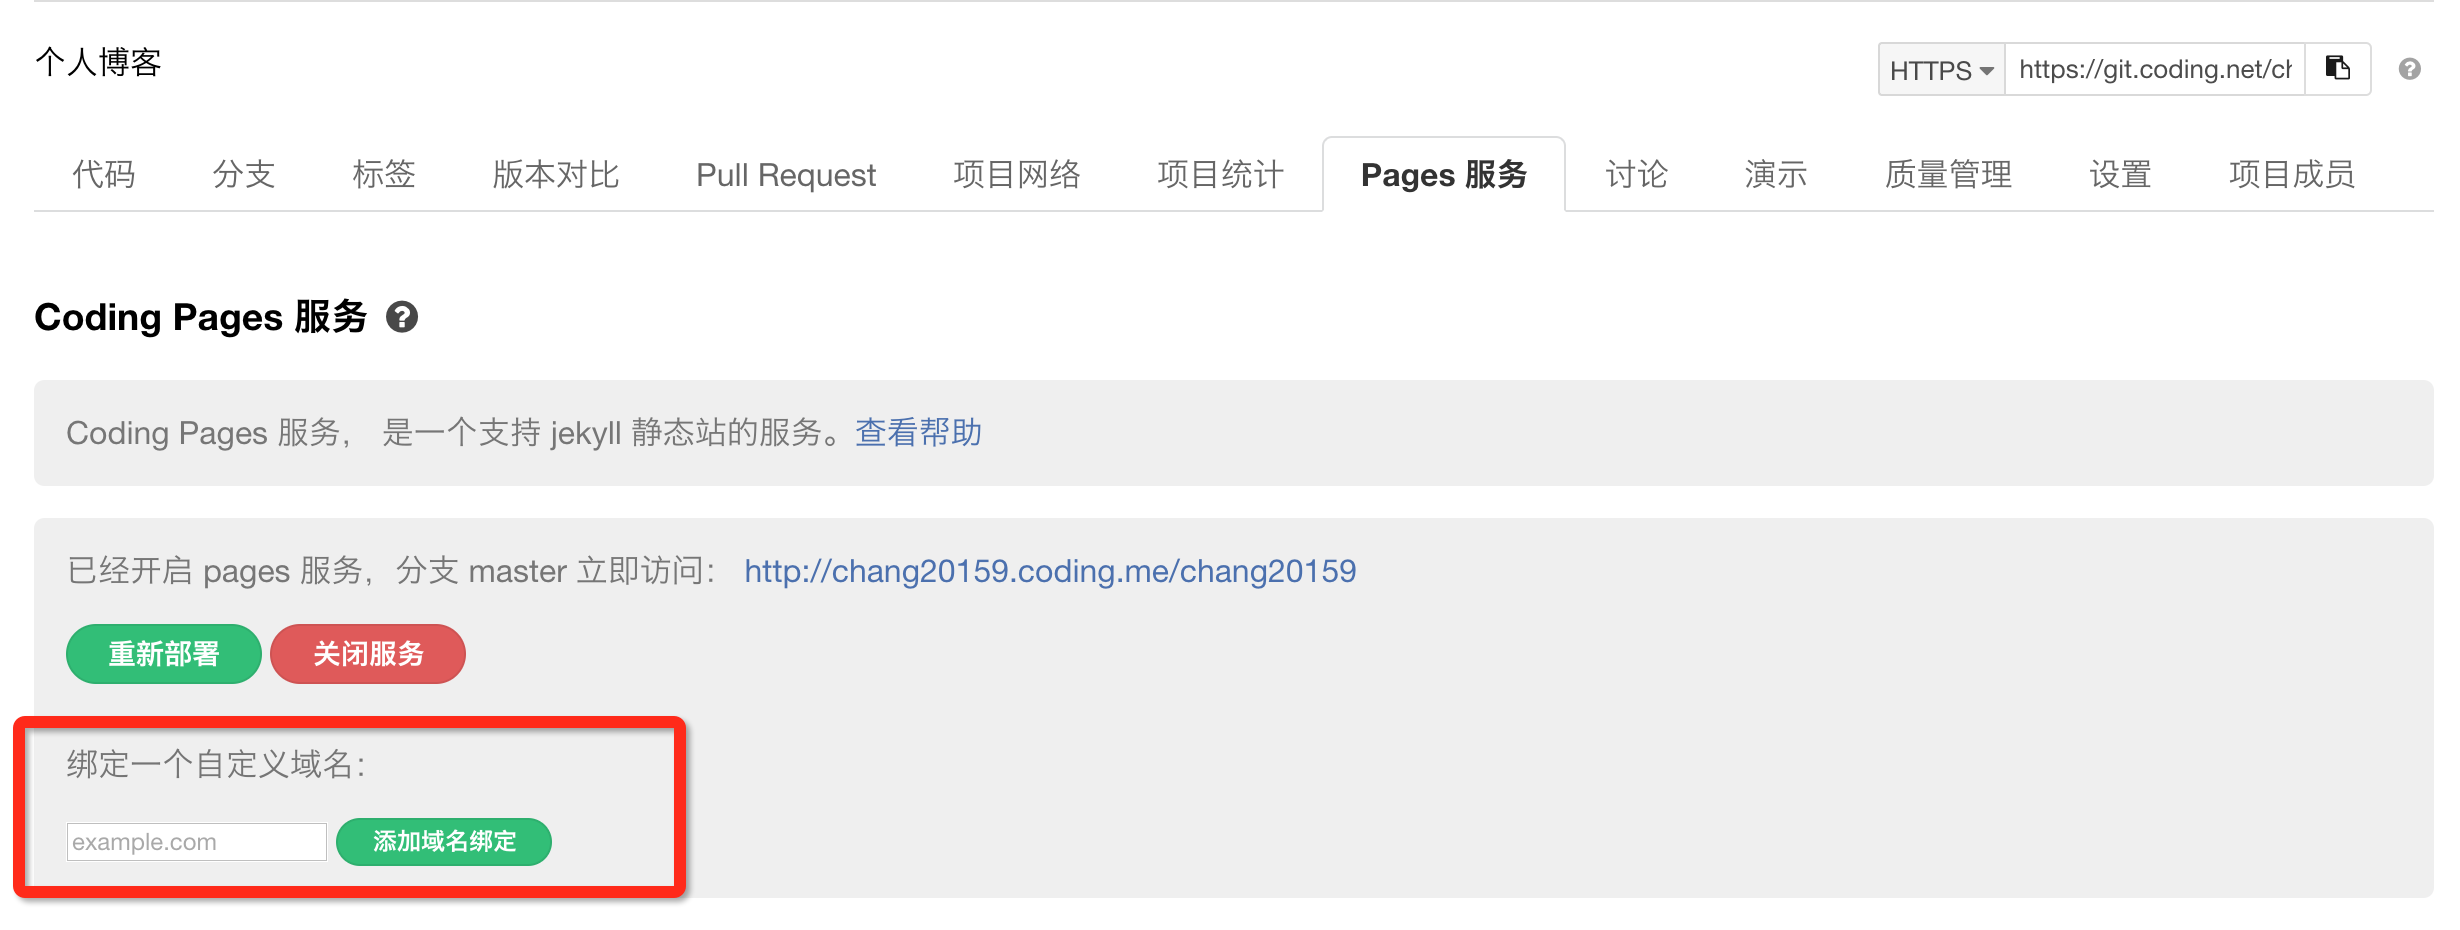 个人博客
HTTPS https://git.coding.net/ch
代码 分支 标签 版本对比 Pull Request 项目网络 项目统计 Pages 服务 讨论 演示 质量管理 设置 项目成员
Coding Pages 服务
Coding Pages 服务， 是一个支持 jekyll 静态站的服务。查看帮助
已经开启 pages 服务，分支 master 立即访问： http://chang20159.coding.me/chang20159
重新部署 关闭服务
绑定一个自定义域名：
example.com 添加域名绑定